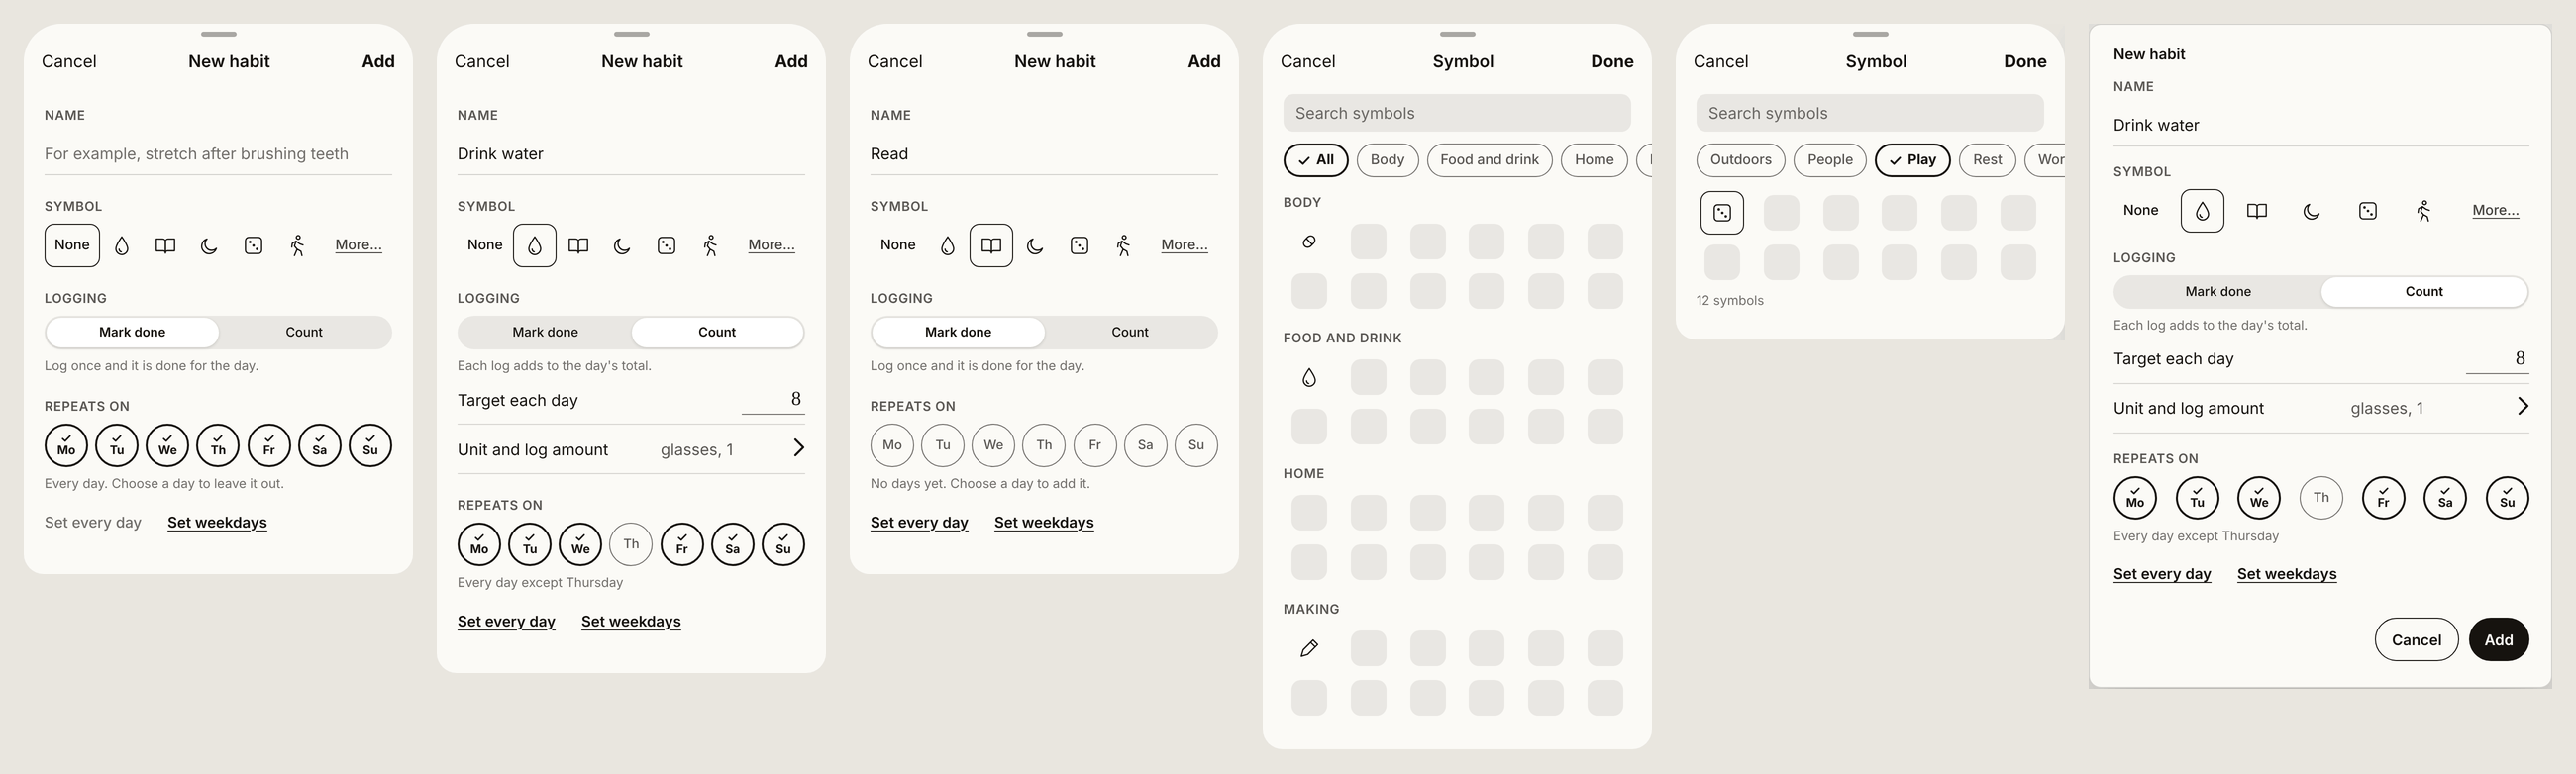 Cancel New habit Add
NAME
For example, stretch after brushing teeth
SYMBOL
None More...
LOGGING
Mark done Count
Log once and it is done for the day.
REPEATS ON
Mo Tu We Th Fr Sa Su
Every day. Choose a day to leave it out.
Set every day Set weekdays
Cancel New habit Add
NAME
Drink water
SYMBOL
None More...
LOGGING
Mark done Count
Each log adds to the day's total.
Target each day 8
Unit and log amount glasses, 1
REPEATS ON
Mo Tu We Th Fr Sa Su
Every day except Thursday
Set every day Set weekdays
Cancel New habit Add
NAME
Read
SYMBOL
None More...
LOGGING
Mark done Count
Log once and it is done for the day.
REPEATS ON
Mo Tu We Th Fr Sa Su
No days yet. Choose a day to add it.
Set every day Set weekdays
Cancel Symbol Done
Search symbols
All Body Food and drink Home
BODY
FOOD AND DRINK
HOME
MAKING
Cancel Symbol Done
Search symbols
Outdoors People Play Rest Wor
12 symbols
New habit
NAME
Drink water
SYMBOL
None More...
LOGGING
Mark done Count
Each log adds to the day's total.
Target each day 8
Unit and log amount glasses, 1
REPEATS ON
Mo Tu We Th Fr Sa Su
Every day except Thursday
Set every day Set weekdays
Cancel Add